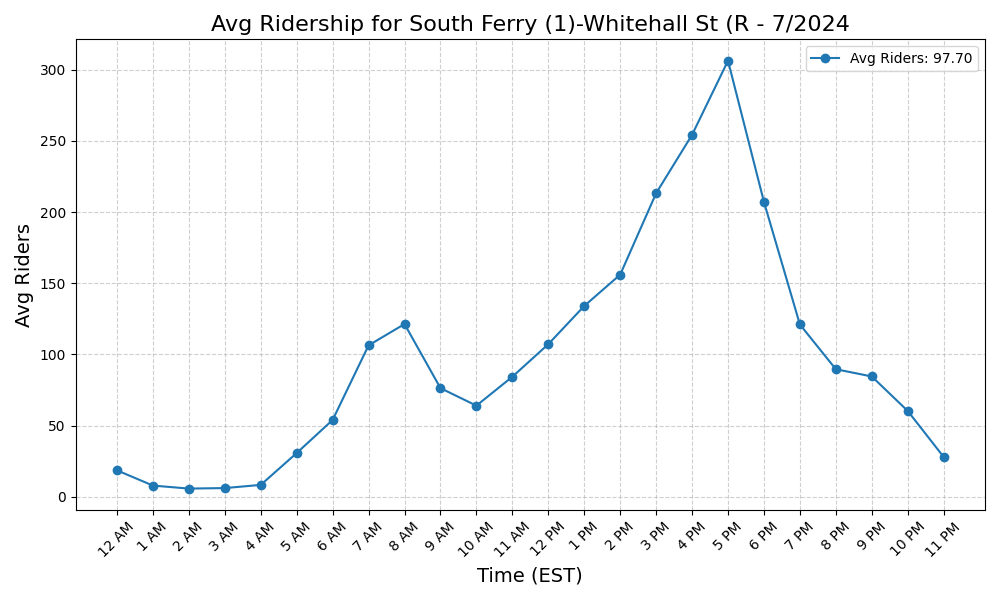 Avg Ridership for South Ferry (1)-Whitehall St (R - 7/2024
Avg Riders: 97.70
Avg Riders
300
250
200
150
100
50
0
12 AM
1 AM
2 AM
3 AM
4 AM
5 AM
6 AM
7 AM
8 AM
9 AM
10 AM
11 AM
12 PM
1 PM
2 PM
3 PM
4 PM
5 PM
6 PM
7 PM
8 PM
9 PM
10 PM
11 PM
Time (EST)